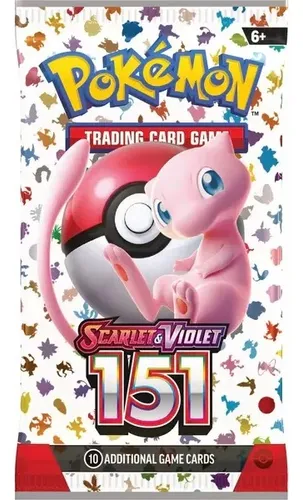 6+
POKéMON
TRADING CARD GAME
SCARLET & VIOLET
151
10 ADDITIONAL GAME CARDS